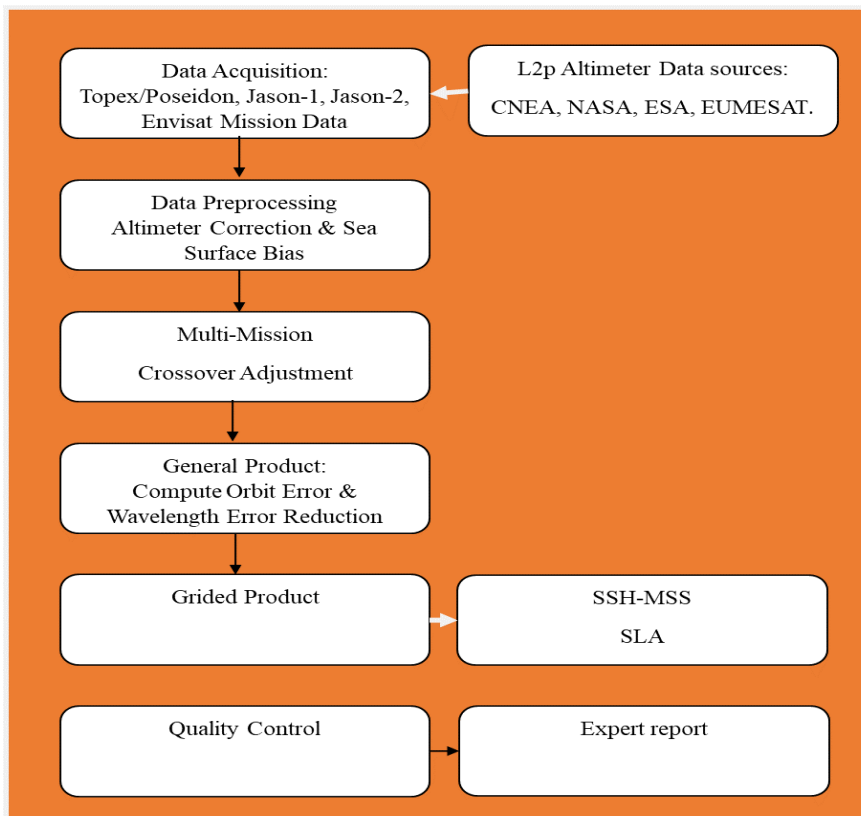 Data Acquisition:
Topex/Poseidon, Jason-1, Jason-2,
Envisat Mission Data
L2p Altimeter Data sources:
CNEA, NASA, ESA, EUMESAT.
Data Preprocessing
Altimeter Correction & Sea
Surface Bias
Multi-Mission
Crossover Adjustment
General Product:
Compute Orbit Error &
Wavelength Error Reduction
Grided Product
SSH-MSS
SLA
Quality Control
Expert report